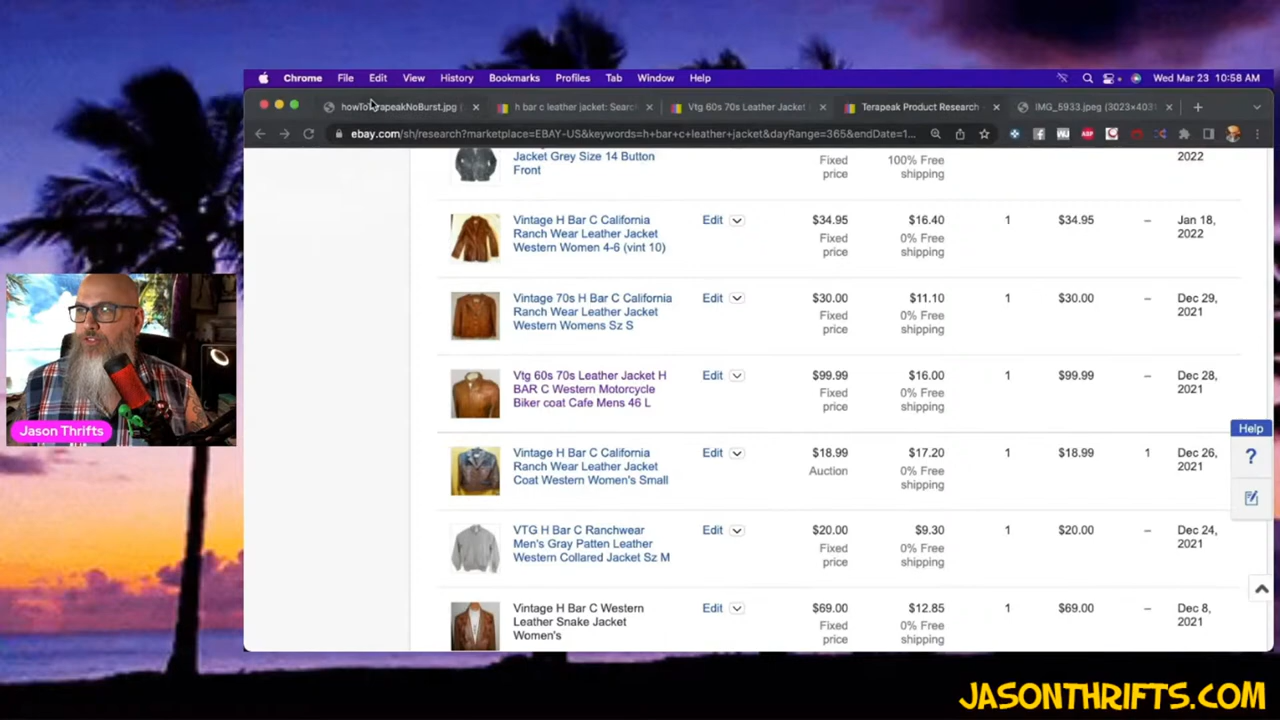 Chrome File Edit View History Bookmarks Profiles Tab Window Help Wed Mar 23 10:58 AM
h bar c leather jacket: Searc Vtg 60s 70s Leather Jacket Terapeak Product Research IMG_5933.jpeg (3023×403
ebay.com/sh/research?marketplace=EBAY-US&keywords=h+bar+c+leather+jacket&dayRange=365&endDate=1...
Jacket Grey Size 14 Button
Front
Fixed
price
100% Free
shipping
2022
Vintage H Bar C California
Ranch Wear Leather Jacket
Western Women 4-6 (vint 10)
Edit
$34.95
Fixed
price
$16.40
0% Free
shipping
1
$34.95
–
Jan 18,
2022
Vintage 70s H Bar C California
Ranch Wear Leather Jacket
Western Womens Sz S
Edit
$30.00
Fixed
price
$11.10
0% Free
shipping
1
$30.00
–
Dec 29,
2021
Vtg 60s 70s Leather Jacket H
BAR C Western Motorcycle
Biker coat Cafe Mens 46 L
Edit
$99.99
Fixed
price
$16.00
0% Free
shipping
1
$99.99
–
Dec 28,
2021
Vintage H Bar C California
Ranch Wear Leather Jacket
Coat Western Women's Small
Edit
$18.99
Auction
$17.20
0% Free
shipping
1
$18.99
1
Dec 26,
2021
VTG H Bar C Ranchwear
Men's Gray Patten Leather
Western Collared Jacket Sz M
Edit
$20.00
Fixed
price
$9.30
0% Free
shipping
1
$20.00
–
Dec 24,
2021
Vintage H Bar C Western
Leather Snake Jacket
Women's
Edit
$69.00
Fixed
price
$12.85
0% Free
shipping
1
$69.00
–
Dec 8,
2021
Help
?
Jason Thrifts
JASONTHRIFTS.COM